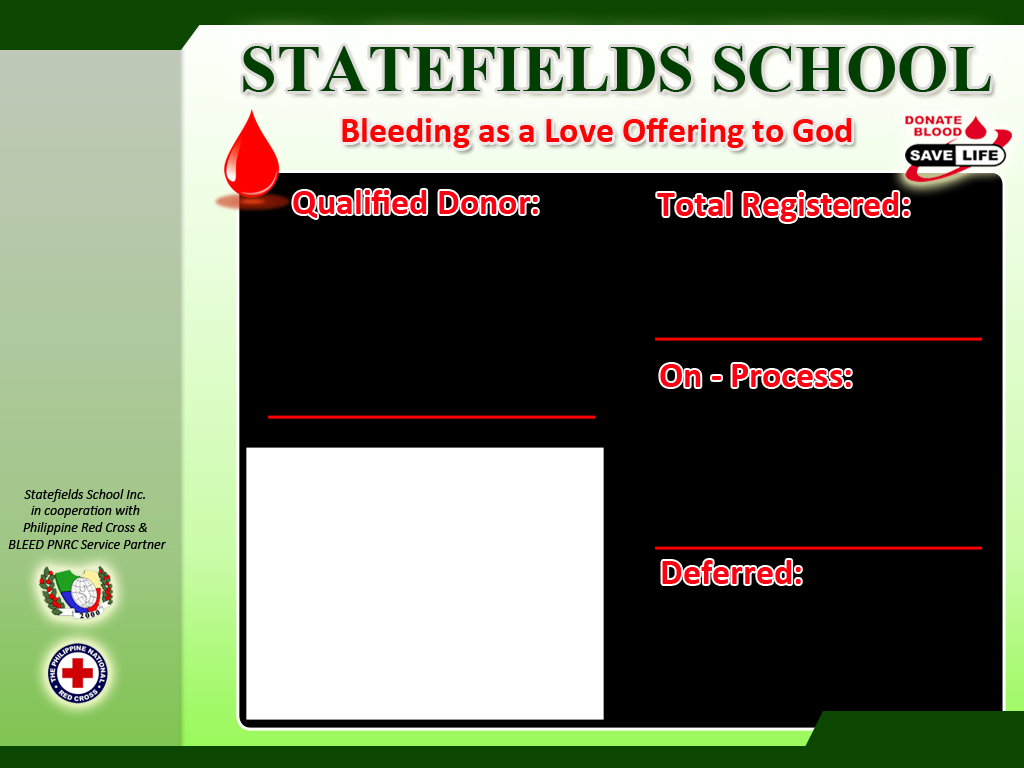 STATEFIELDS SCHOOL
Bleeding as a Love Offering to God
DONATE
BLOOD
SAVE LIFE
Qualified Donor:
Total Registered:
On - Process:
Deferred:
Statefields School Inc.
in cooperation with
Philippine Red Cross &
BLEED PNRC Service Partner
2000
THE PHILIPPINE NATIONAL
RED CROSS